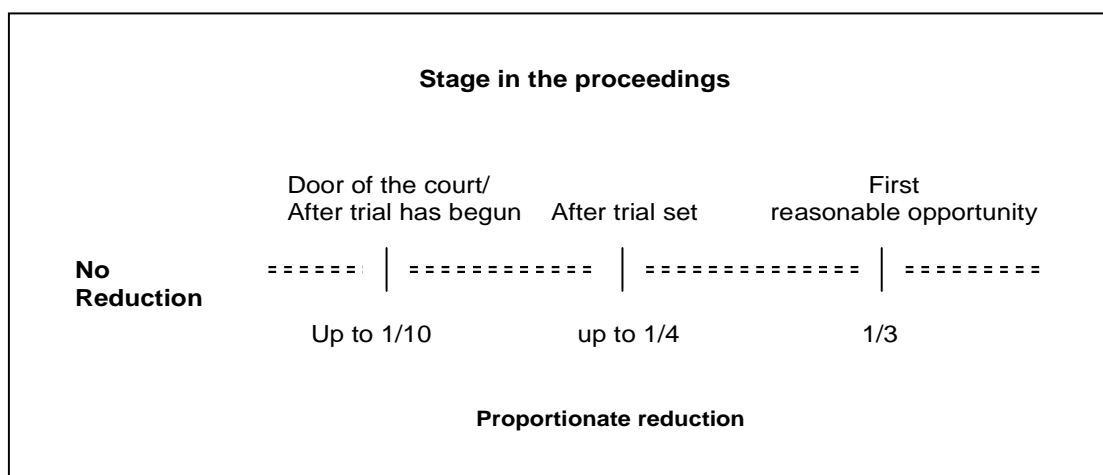 Stage in the proceedings
Door of the court/
After trial has begun
After trial set
First
reasonable opportunity
No
Reduction
Up to 1/10
up to 1/4
1/3
Proportionate reduction